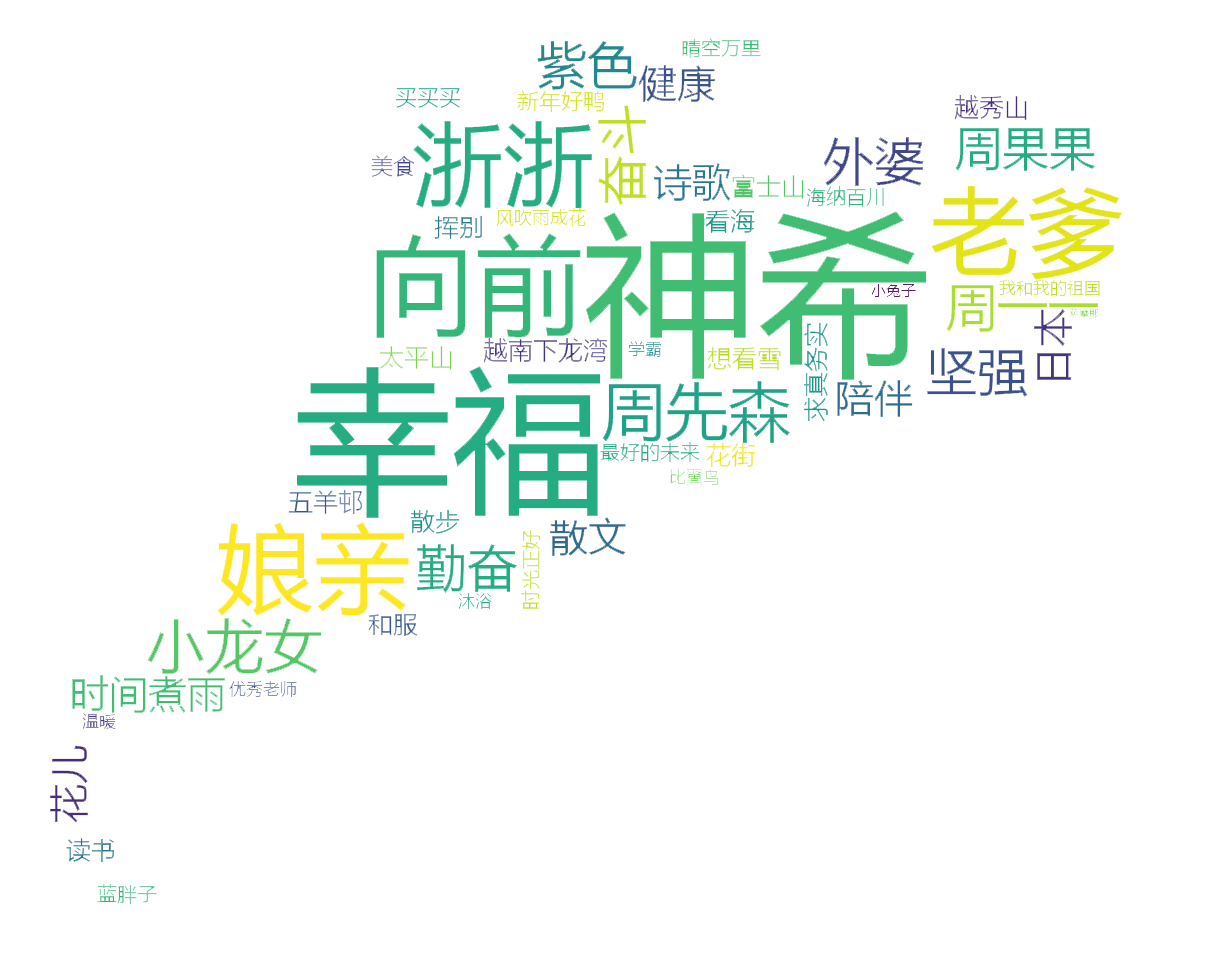 晴空万里
紫色
健康
买买买
新年好鸭
越秀山
奋斗
浙浙
周果果
外婆
美食
诗歌
富士山
海纳百川
老爹
风吹雨成花
看海
挥别
向前
神希
小兔子
我和我的祖国
周一一
日本
太平山
越南下龙湾
学霸
想看雪
求真务实
坚强
陪伴
幸福
周先森
最好的未来
花街
比翼鸟
五羊邨
散步
散文
娘亲
勤奋
时光正好
沐浴
和服
小龙女
时间煮雨
优秀老师
温暖
花儿
读书
蓝胖子